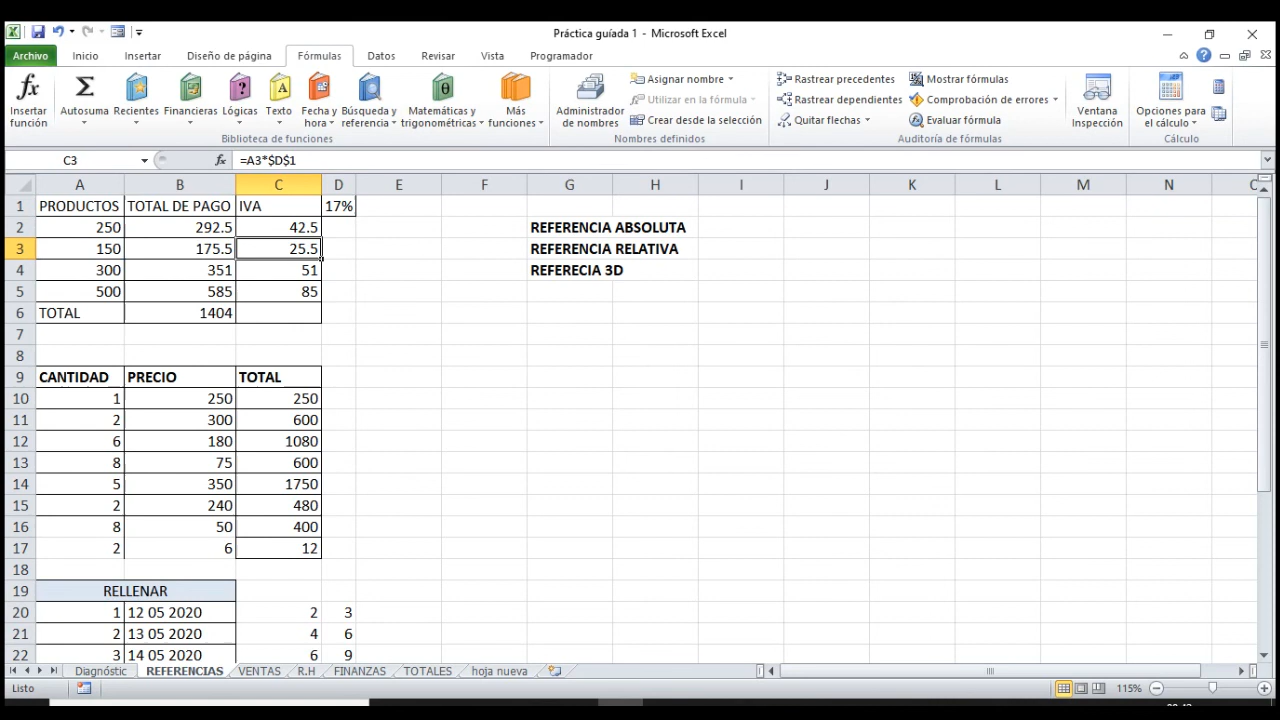 Práctica guíada 1 - Microsoft Excel
Archivo Inicio Insertar Diseño de página Fórmulas Datos Revisar Vista Programador
fx Σ ? A θ
Insertar función
Autosuma
Recientes
Financieras
Lógicas
Texto
Fecha y hora
Búsqueda y referencia
Matemáticas y trigonométricas
Más funciones
Biblioteca de funciones
Administrador de nombres
Asignar nombre
Utilizar en la fórmula
Crear desde la selección
Nombres definidos
Rastrear precedentes
Rastrear dependientes
Quitar flechas
Mostrar fórmulas
Comprobación de errores
Evaluar fórmula
Auditoría de fórmulas
Ventana Inspección
Opciones para el cálculo
Cálculo
C3 fx =A3*$D$1
A B C D E F G H I J K L M N
1 PRODUCTOS TOTAL DE PAGO IVA 17%
2 250 292.5 42.5 REFERENCIA ABSOLUTA
3 150 175.5 25.5 REFERENCIA RELATIVA
4 300 351 51 REFERECIA 3D
5 500 585 85
6 TOTAL 1404
7
8
9 CANTIDAD PRECIO TOTAL
10 1 250 250
11 2 300 600
12 6 180 1080
13 8 75 600
14 5 350 1750
15 2 240 480
16 8 50 400
17 2 6 12
18
19 RELLENAR
20 1 12 05 2020 2 3
21 2 13 05 2020 4 6
22 3 14 05 2020 6 9
Diagnóstic REFERENCIAS VENTAS R.H FINANZAS TOTALES hoja nueva
Listo 115%